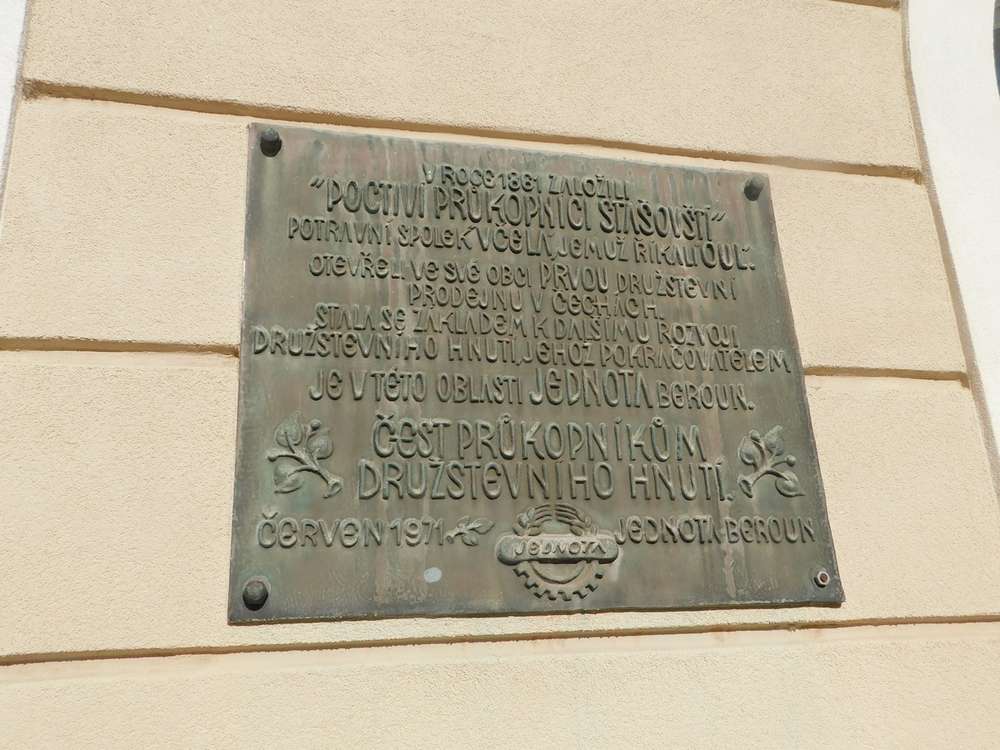 V ROCE 1861 ZALOŽILI
"POCTIVÍ PRŮKOPNÍCI STAŠOVŠTÍ"
POTRAVNÍ SPOLEK VČELA, JEMUŽ ŘÍKALI OUL.
OTEVŘELI VE SVÉ OBCI PRVOU DRUŽSTEVNÍ
PRODEJNU V ČECHÁCH.
STALA SE ZÁKLADEM K DALŠÍMU ROZVOJI
DRUŽSTEVNÍHO HNUTÍ, JEHOŽ POKRAČOVATELEM
JE V TÉTO OBLASTI JEDNOTA BEROUN.
ČEST PRŮKOPNÍKŮM
DRUŽSTEVNÍHO HNUTÍ.
ČERVEN 1971 JEDNOTA JEDNOTA BEROUN